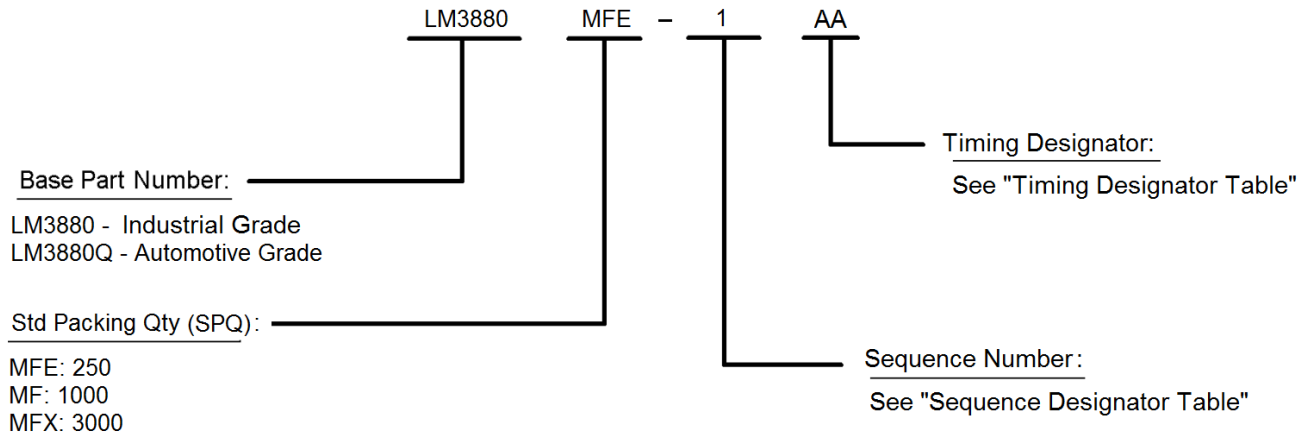 LM3880 MFE – 1 AA
Timing Designator:
See "Timing Designator Table"
Base Part Number:
LM3880 - Industrial Grade
LM3880Q - Automotive Grade
Std Packing Qty (SPQ):
MFE: 250
MF: 1000
MFX: 3000
Sequence Number:
See "Sequence Designator Table"